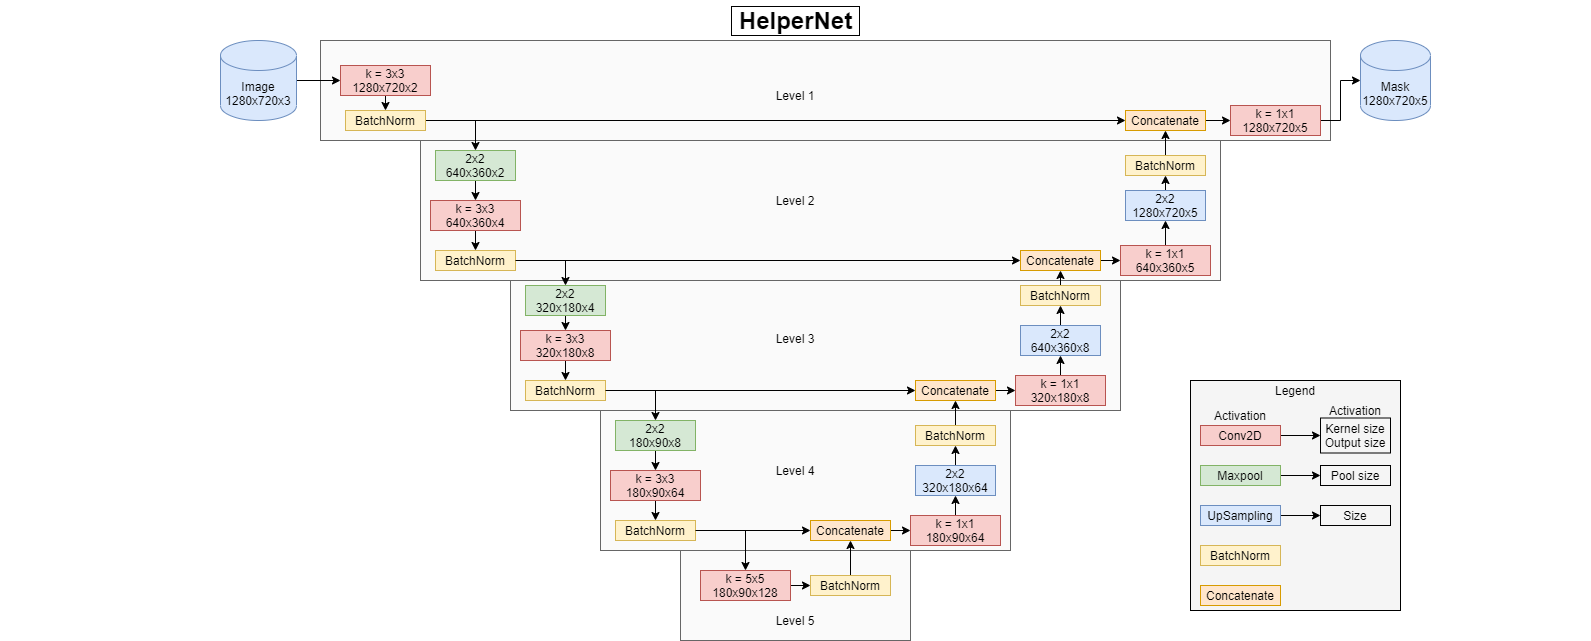 HelperNet
Image
1280x720x3
k = 3x3
1280x720x2
BatchNorm
Level 1
Concatenate
k = 1x1
1280x720x5
Mask
1280x720x5
2x2
640x360x2
k = 3x3
640x360x4
BatchNorm
Level 2
BatchNorm
2x2
1280x720x5
Concatenate
k = 1x1
640x360x5
2x2
320x180x4
k = 3x3
320x180x8
BatchNorm
Level 3
BatchNorm
2x2
640x360x8
Concatenate
k = 1x1
320x180x8
2x2
180x90x8
k = 3x3
180x90x64
BatchNorm
Level 4
BatchNorm
2x2
320x180x64
Concatenate
k = 1x1
180x90x64
k = 5x5
180x90x128
BatchNorm
Level 5
Legend
Activation
Conv2D
Activation
Kernel size
Output size
Maxpool
Pool size
UpSampling
Size
BatchNorm
Concatenate